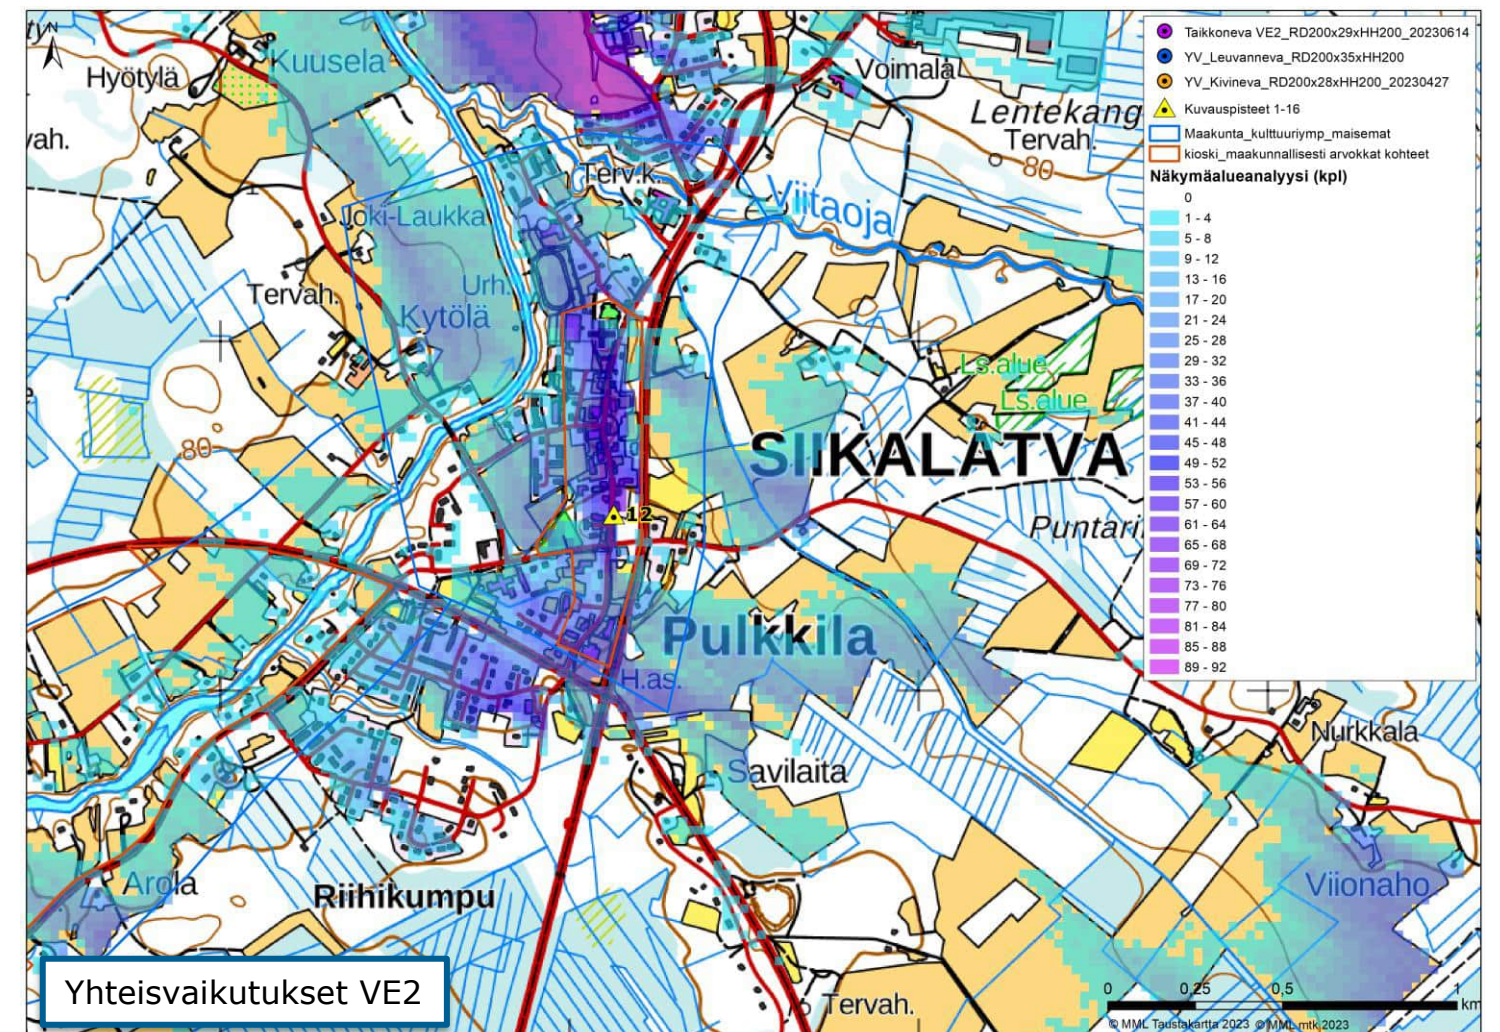 N
Hyötylä
Kuusela
Voimala
Lentekang
Tervah.
80
vah.
Terv.k.
Viitaoja
Joki-Laukka
Urh.
Tervah.
Kytölä
Ls.alue
Ls.alue
80
SIIKALATVA
12
Puntari
Pulkkila
H.as.
Nurkkala
Savilaita
Arola
Riihikumpu
Viionaho
Tervah.
Taikkoneva VE2_RD200x29xHH200_20230614
YV_Leuvanneva_RD200x35xHH200
YV_Kivineva_RD200x28xHH200_20230427
Kuvauspisteet 1-16
Maakunta_kulttuuriymp_maisemat
kioski_maakunnallisesti arvokkat kohteet
Näkymäalueanalyysi (kpl)
0
1 - 4
5 - 8
9 - 12
13 - 16
17 - 20
21 - 24
25 - 28
29 - 32
33 - 36
37 - 40
41 - 44
45 - 48
49 - 52
53 - 56
57 - 60
61 - 64
65 - 68
69 - 72
73 - 76
77 - 80
81 - 84
85 - 88
89 - 92
Yhteisvaikutukset VE2
0 0,25 0,5 1
km
© MML Taustakartta 2023 © MML mtk 2023